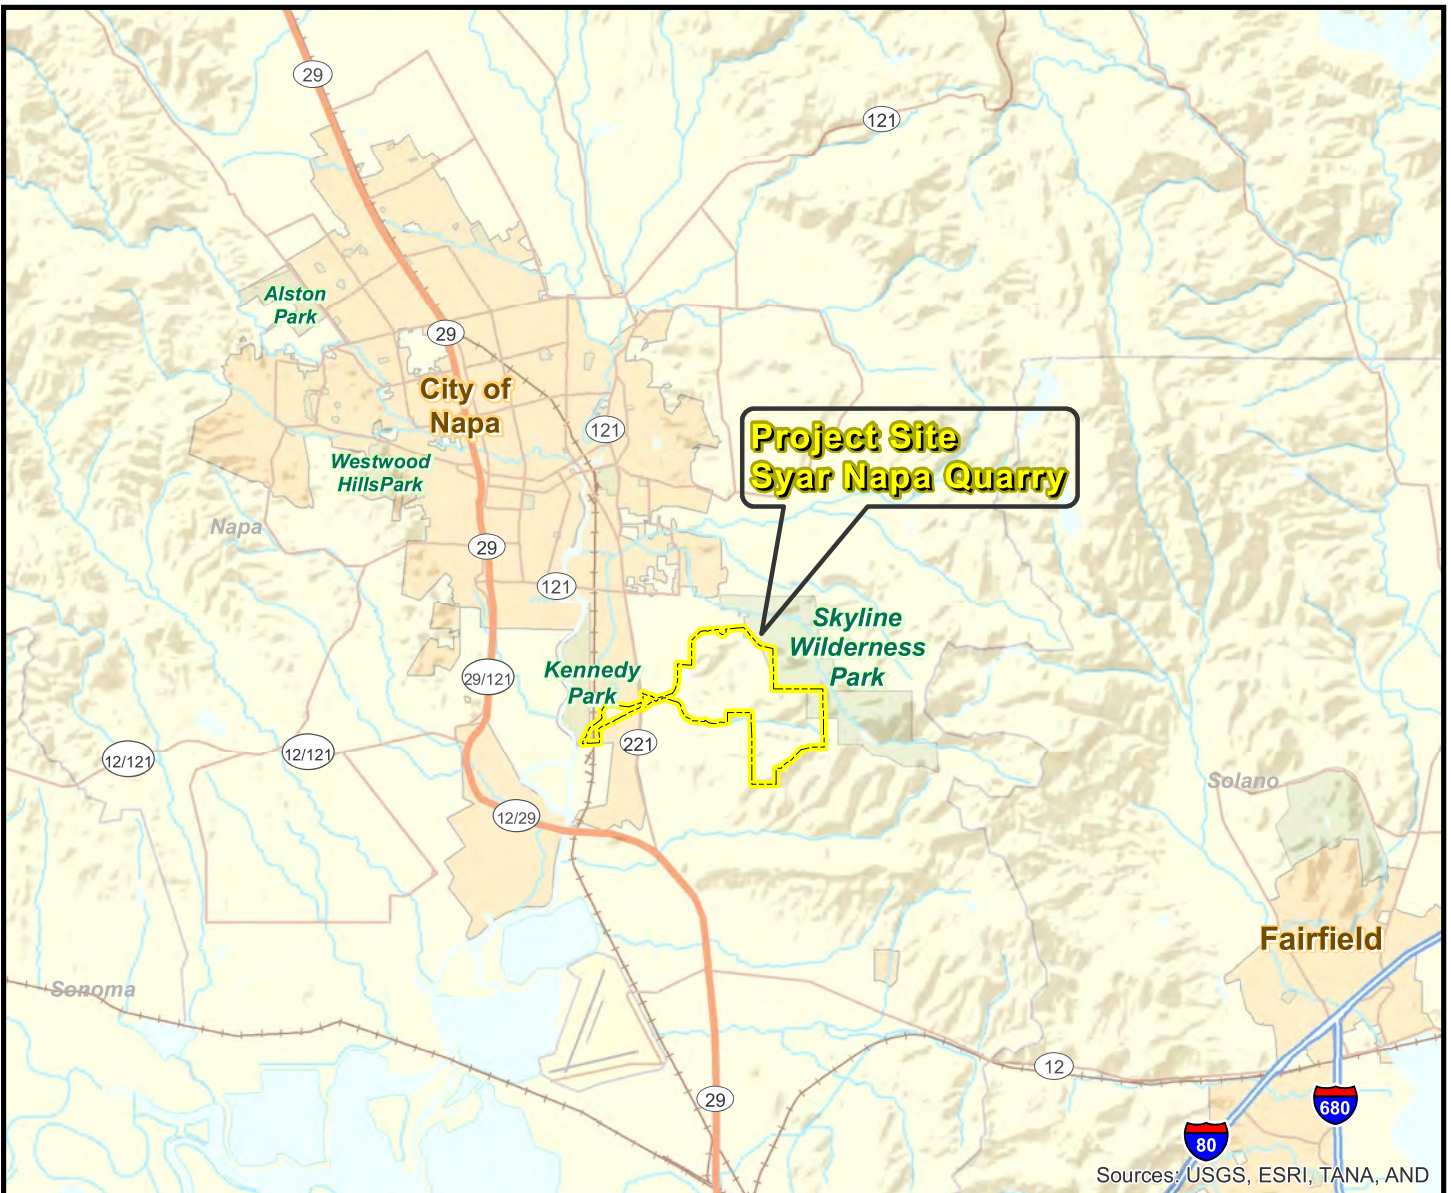 29
121
Alston
Park
29
City of
Napa
121
Project Site
Syar Napa Quarry
Westwood
HillsPark
Napa
29
121
Skyline
Wilderness
Park
Kennedy
Park
29/121
221
12/121
12/121
Solano
12/29
Fairfield
Sonoma
12
29
680
80
Sources: USGS, ESRI, TANA, AND